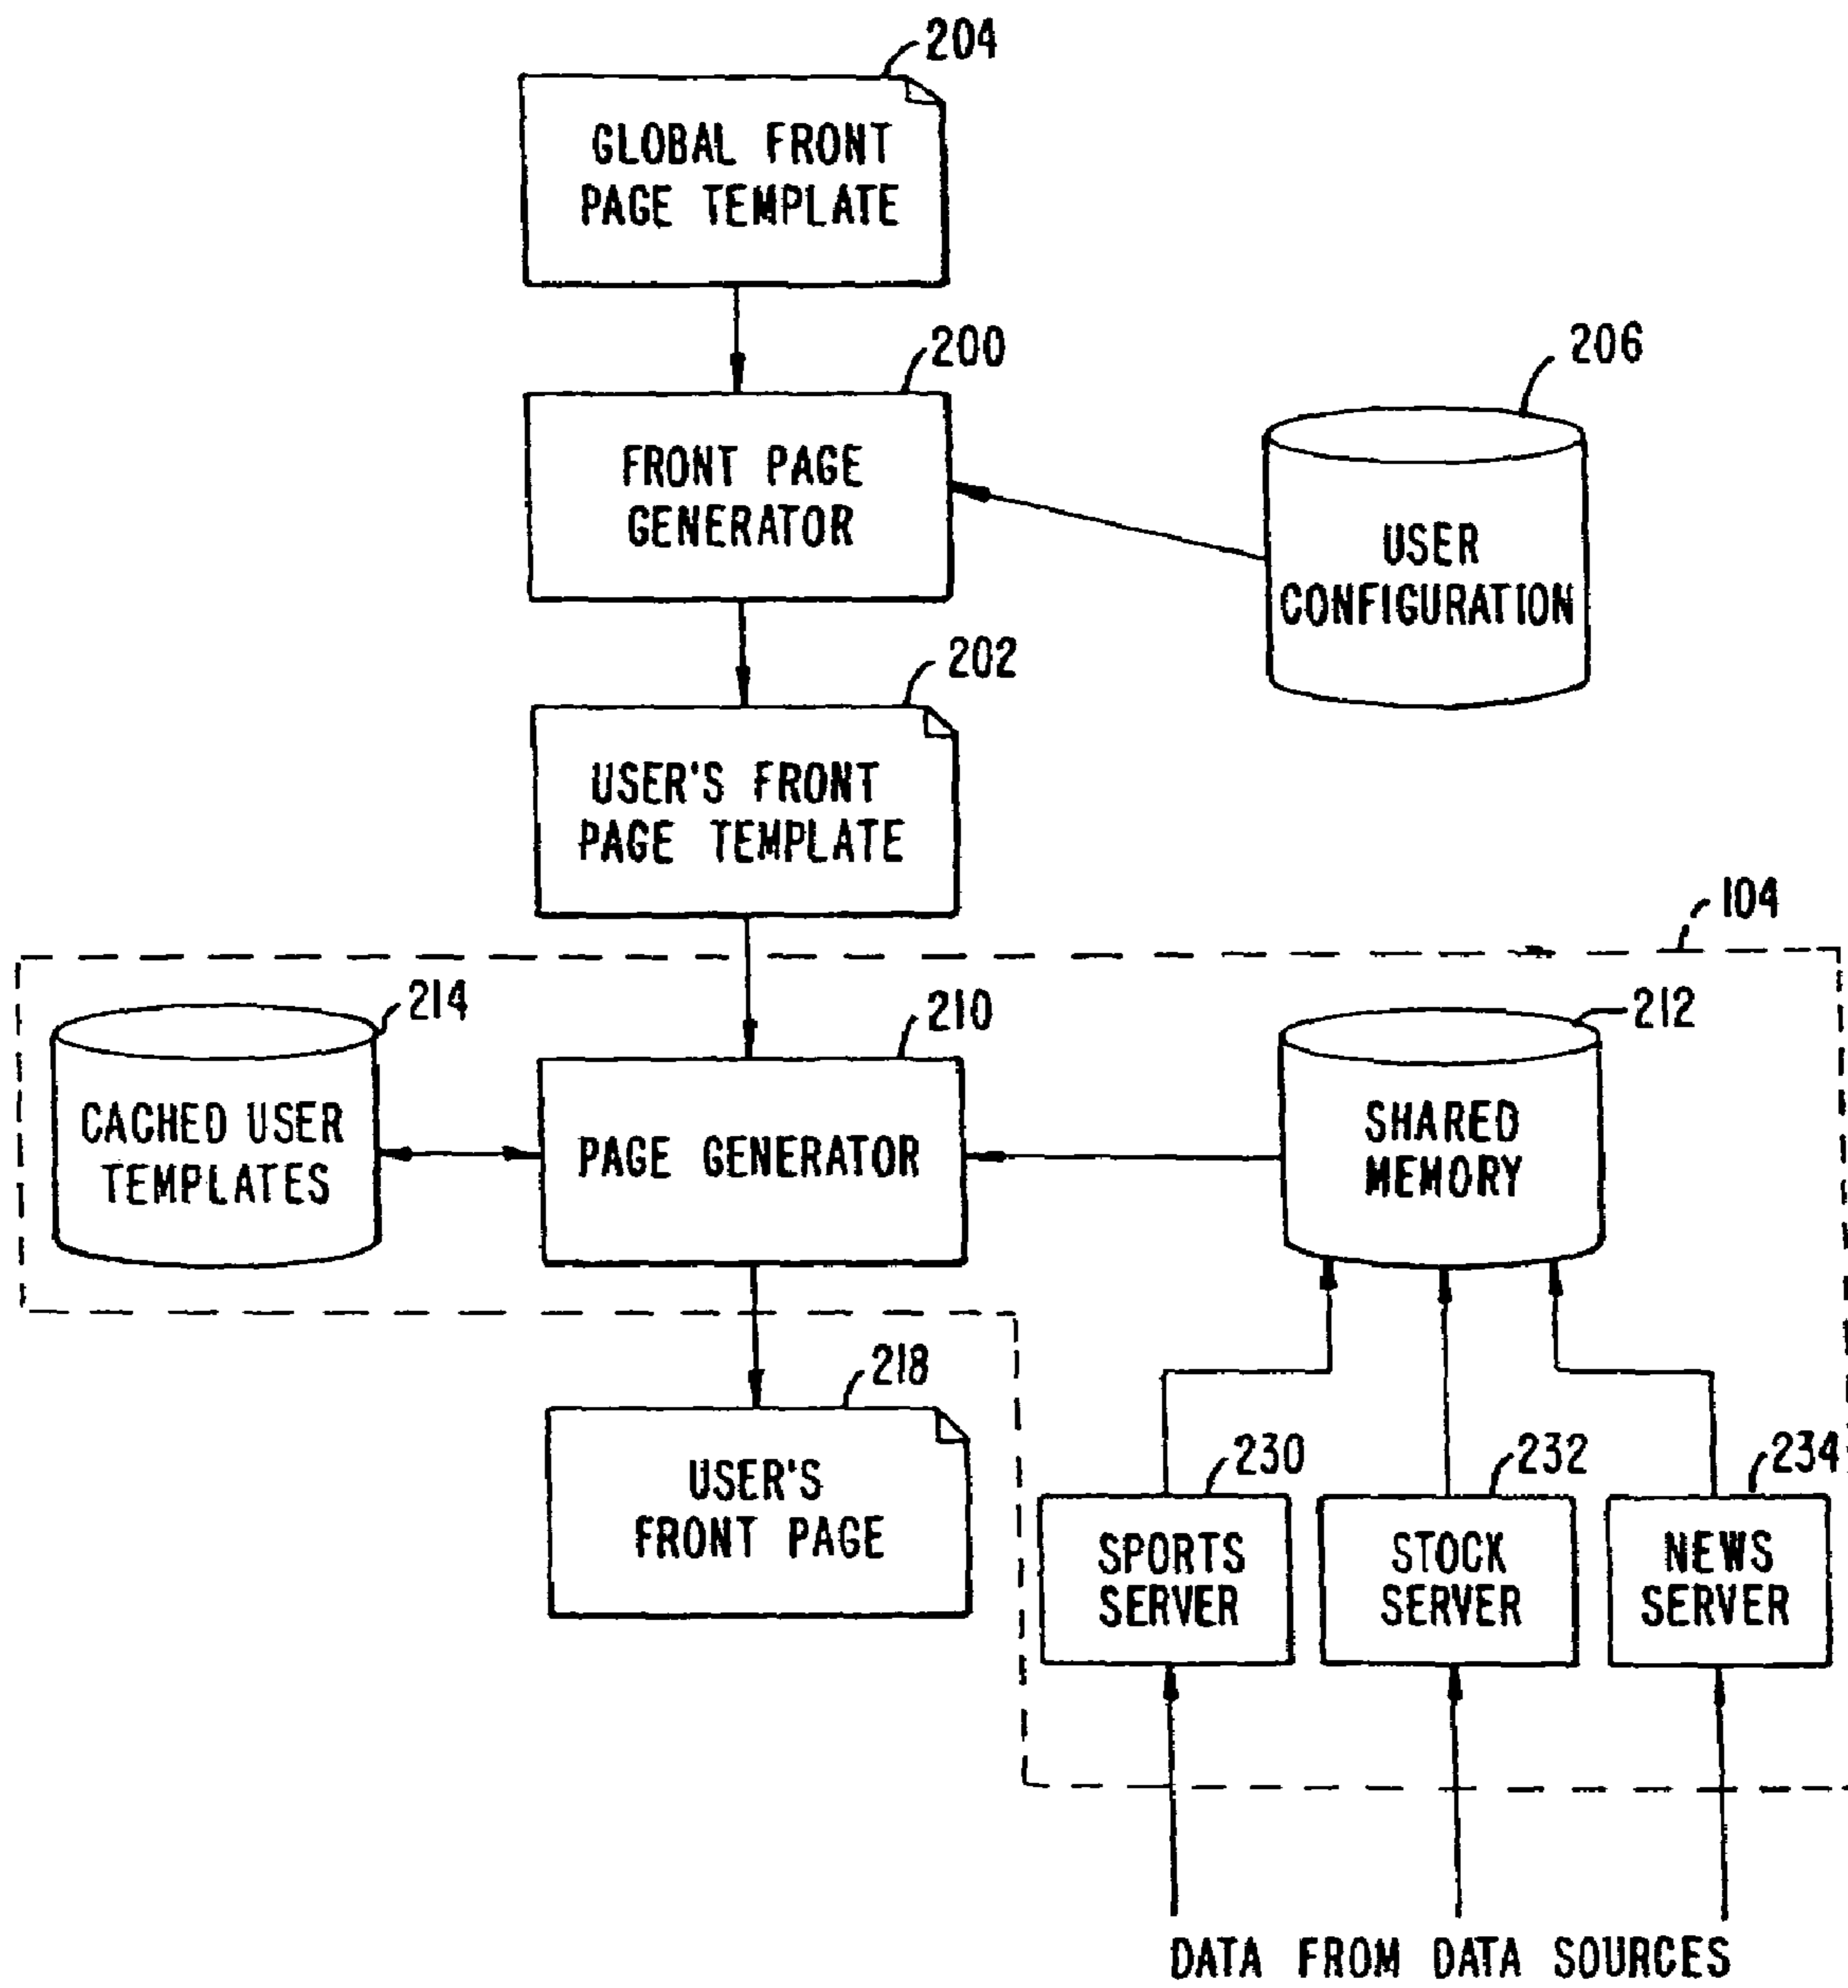 204
GLOBAL FRONT
PAGE TEMPLATE
200
FRONT PAGE
GENERATOR
206
USER
CONFIGURATION
202
USER'S FRONT
PAGE TEMPLATE
104
214
CACHED USER
TEMPLATES
210
PAGE GENERATOR
212
SHARED
MEMORY
218
USER'S
FRONT PAGE
230
SPORTS
SERVER
232
STOCK
SERVER
234
NEWS
SERVER
DATA FROM DATA SOURCES